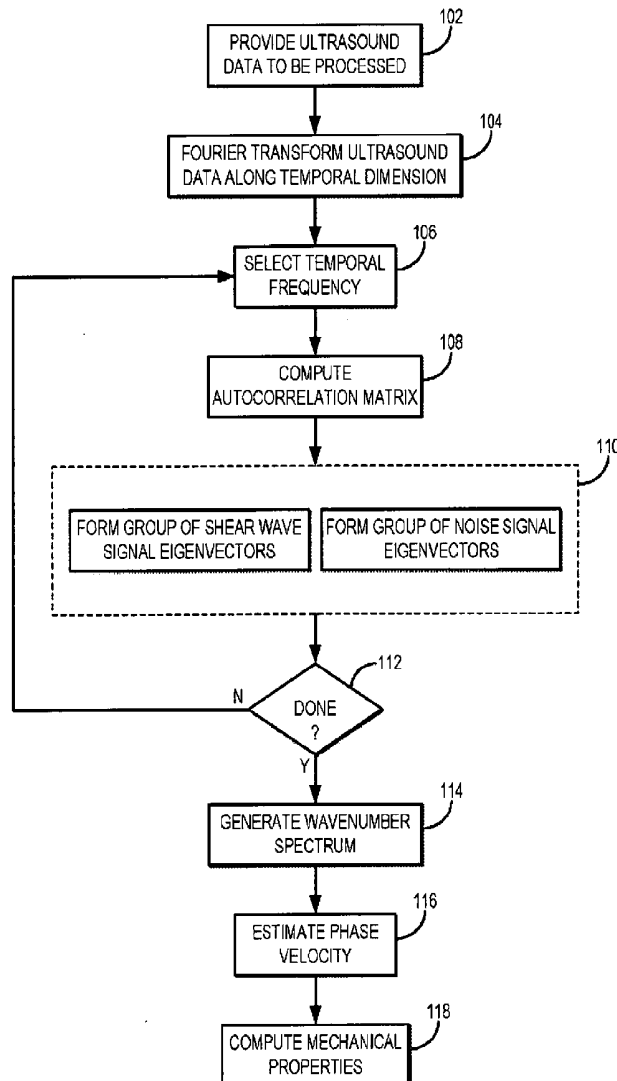 102
PROVIDE ULTRASOUND
DATA TO BE PROCESSED
104
FOURIER TRANSFORM ULTRASOUND
DATA ALONG TEMPORAL DIMENSION
106
SELECT TEMPORAL
FREQUENCY
108
COMPUTE
AUTOCORRELATION MATRIX
110
FORM GROUP OF SHEAR WAVE
SIGNAL EIGENVECTORS
FORM GROUP OF NOISE SIGNAL
EIGENVECTORS
112
N
DONE
?
Y
114
GENERATE WAVENUMBER
SPECTRUM
116
ESTIMATE PHASE
VELOCITY
118
COMPUTE MECHANICAL
PROPERTIES